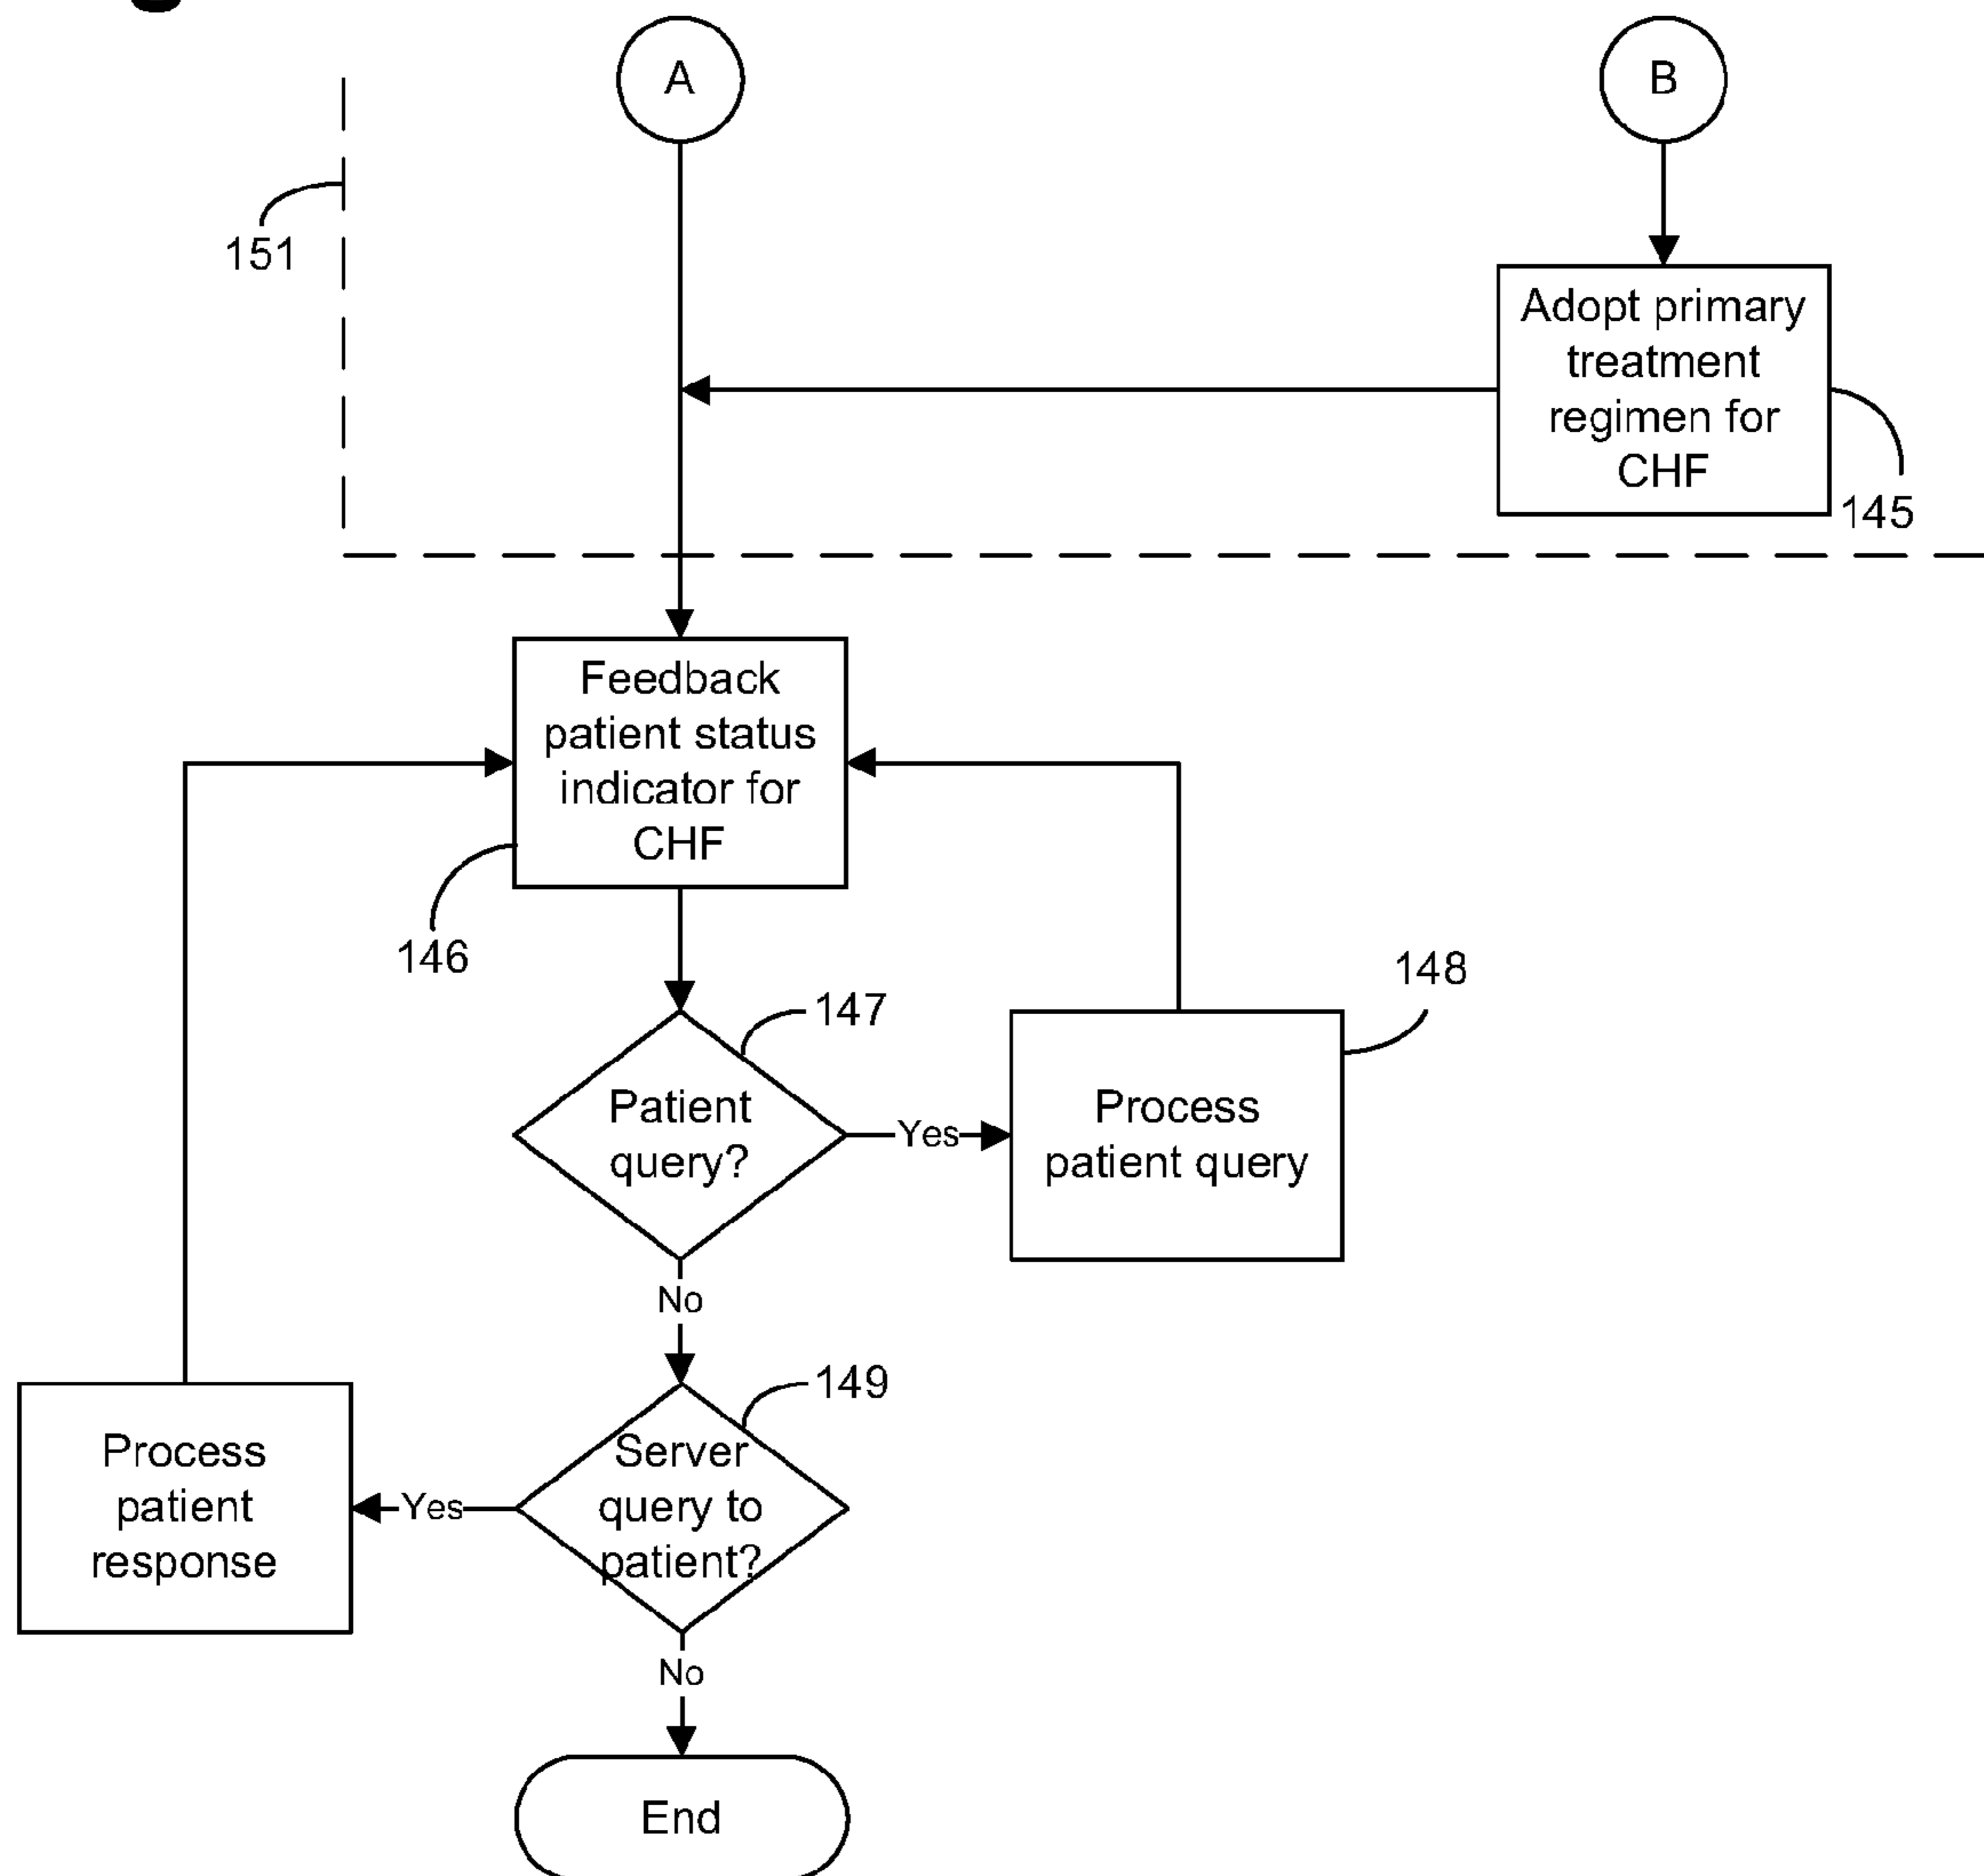 A
B
151
Adopt primary
treatment
regimen for
CHF
145
Feedback
patient status
indicator for
CHF
146
147
148
Patient
query?
Yes
Process
patient query
No
149
Process
patient
response
Yes
Server
query to
patient?
No
End